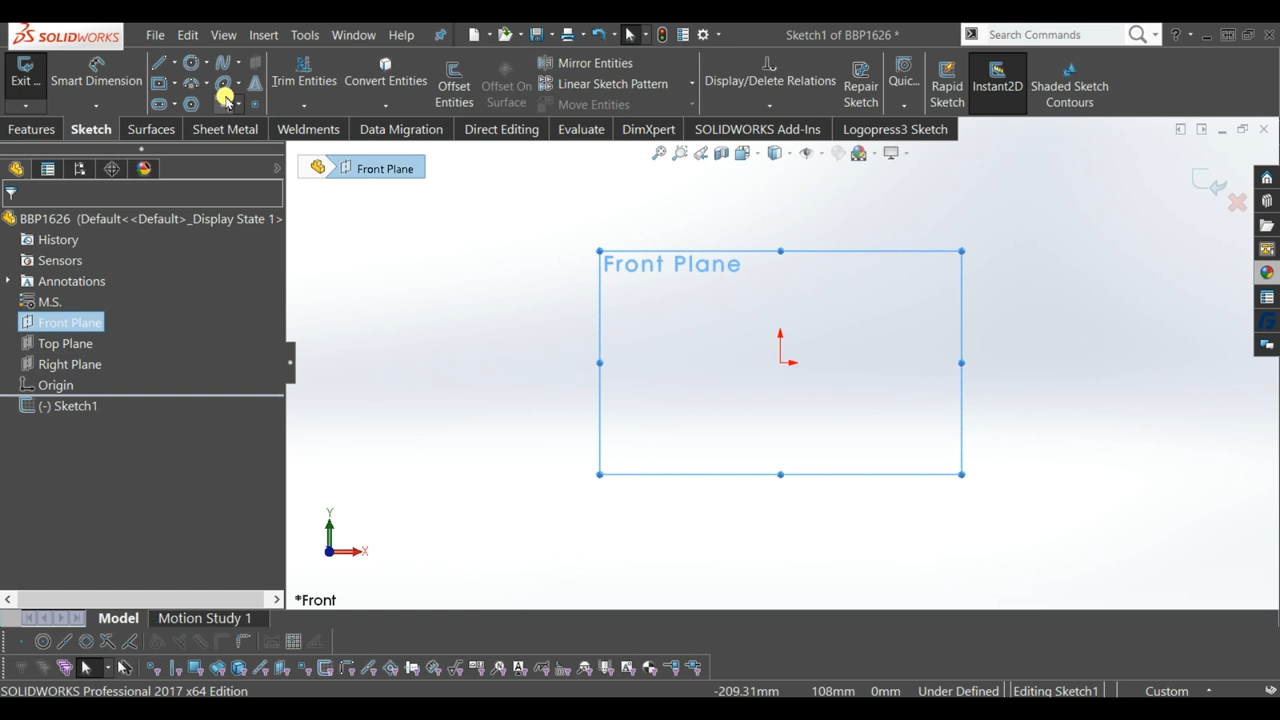 SOLIDWORKS File Edit View Insert Tools Window Help Sketch1 of BBP1626 * Search Commands ?
Exit ... Smart Dimension Trim Entities Convert Entities Offset Entities Offset On Surface Mirror Entities Linear Sketch Pattern Move Entities Display/Delete Relations Quic... Repair Sketch Rapid Sketch Instant2D Shaded Sketch Contours
Features Sketch Surfaces Sheet Metal Weldments Data Migration Direct Editing Evaluate DimXpert SOLIDWORKS Add-Ins Logopress3 Sketch
Front Plane
BBP1626 (Default<<Default>_Display State 1>
History
Sensors
Annotations
M.S.
Front Plane
Top Plane
Right Plane
Origin
(-) Sketch1
Front Plane
Y
X
*Front
Model Motion Study 1
SOLIDWORKS Professional 2017 x64 Edition -209.31mm 108mm 0mm Under Defined Editing Sketch1 Custom